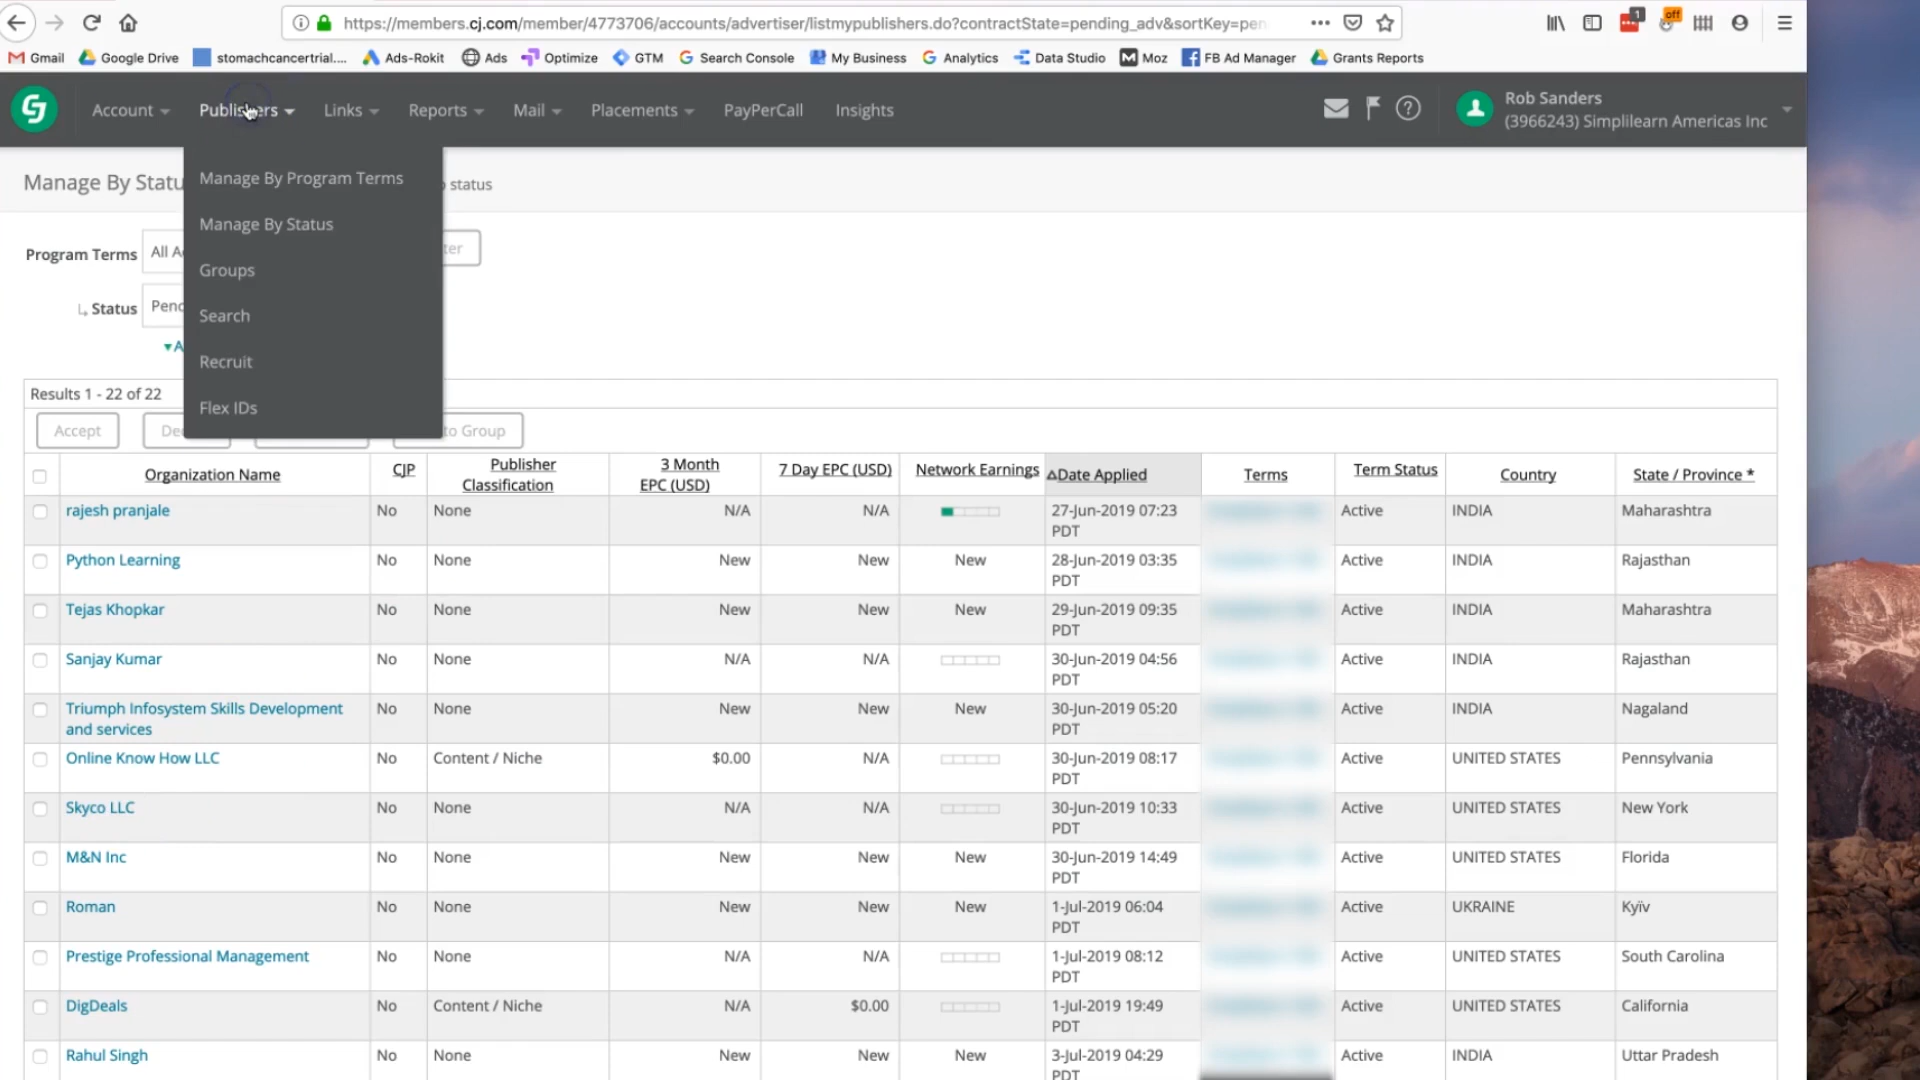 https://members.cj.com/member/4773706/accounts/advertiser/listmypublishers.do?contractState=pending_adv&sortKey=pen
1
off
Gmail Google Drive stomachcancertrial.... Ads-Rokit Ads Optimize GTM Search Console My Business Analytics Data Studio Moz FB Ad Manager Grants Reports
Account Publishers Links Reports Mail Placements PayPerCall Insights
Rob Sanders
(3966243) Simplilearn Americas Inc
Manage By Program Terms
Manage By Status
Groups
Search
Recruit
Flex IDs
Manage By Statu status
Program Terms All A ter
Status Penc
A
Results 1 - 22 of 22
Accept De to Group
Organization Name CJP Publisher Classification 3 Month EPC (USD) 7 Day EPC (USD) Network Earnings Date Applied Terms Term Status Country State / Province *
rajesh pranjale No None N/A N/A 27-Jun-2019 07:23 PDT Active INDIA Maharashtra
Python Learning No None New New New 28-Jun-2019 03:35 PDT Active INDIA Rajasthan
Tejas Khopkar No None New New New 29-Jun-2019 09:35 PDT Active INDIA Maharashtra
Sanjay Kumar No None N/A N/A 30-Jun-2019 04:56 PDT Active INDIA Rajasthan
Triumph Infosystem Skills Development and services No None New New New 30-Jun-2019 05:20 PDT Active INDIA Nagaland
Online Know How LLC No Content / Niche $0.00 N/A 30-Jun-2019 08:17 PDT Active UNITED STATES Pennsylvania
Skyco LLC No None N/A N/A 30-Jun-2019 10:33 PDT Active UNITED STATES New York
M&N Inc No None New New New 30-Jun-2019 14:49 PDT Active UNITED STATES Florida
Roman No None New New New 1-Jul-2019 06:04 PDT Active UKRAINE Kyïv
Prestige Professional Management No None N/A N/A 1-Jul-2019 08:12 PDT Active UNITED STATES South Carolina
DigDeals No Content / Niche N/A $0.00 1-Jul-2019 19:49 PDT Active UNITED STATES California
Rahul Singh No None New New New 3-Jul-2019 04:29 PDT Active INDIA Uttar Pradesh